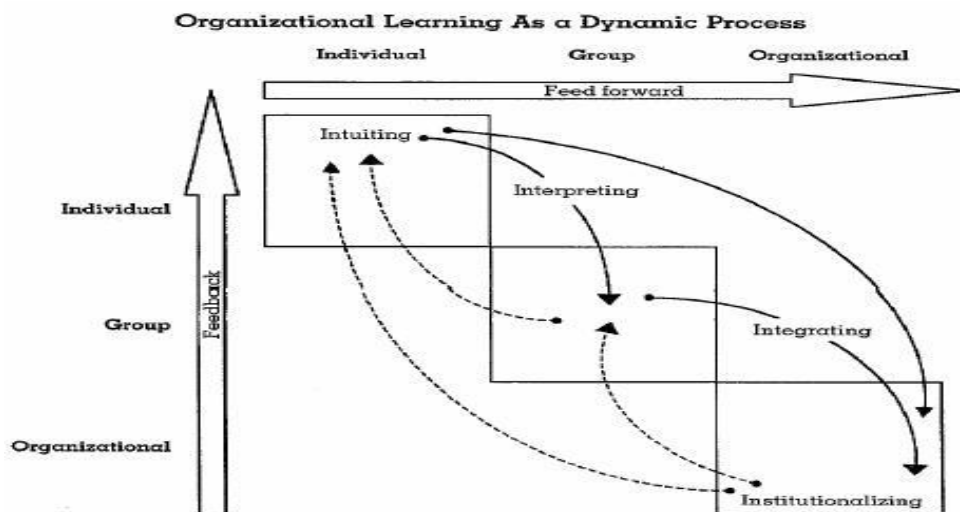 Organizational Learning As a Dynamic Process
Individual
Group
Organizational
Feed forward
Intuiting
Interpreting
Individual
Feedback
Group
Integrating
Organizational
Institutionalizing